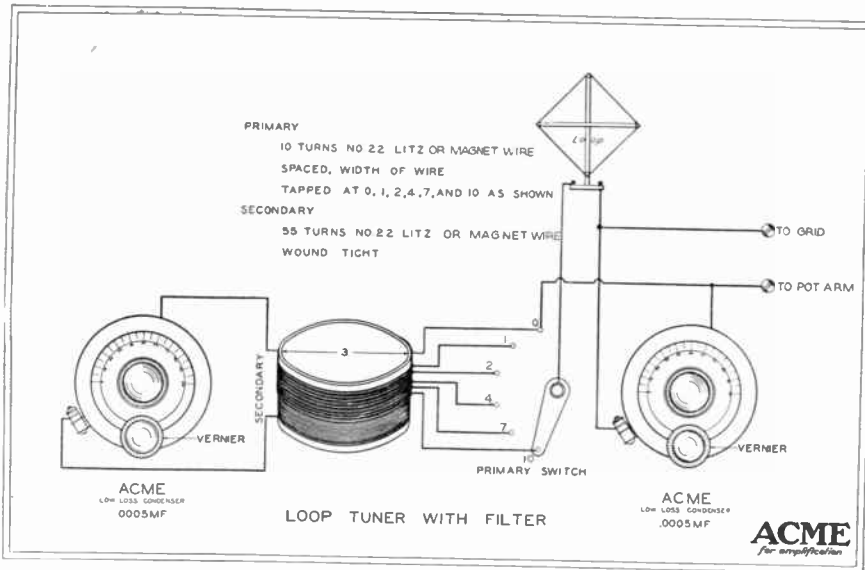 PRIMARY
10 TURNS NO 22 LITZ OR MAGNET WIRE
SPACED, WIDTH OF WIRE
TAPPED AT 0, 1, 2, 4, 7, AND 10 AS SHOWN
SECONDARY
55 TURNS NO.22 LITZ OR MAGNET WIRE
WOUND TIGHT
Loop
TO GRID
TO POT ARM
0
1
2
4
7
10
3
SECONDARY
PRIMARY SWITCH
VERNIER
VERNIER
ACME
LOW LOSS CONDENSER
.0005MF
ACME
LOW LOSS CONDENSER
.0005MF
LOOP TUNER WITH FILTER
ACME
for amplification